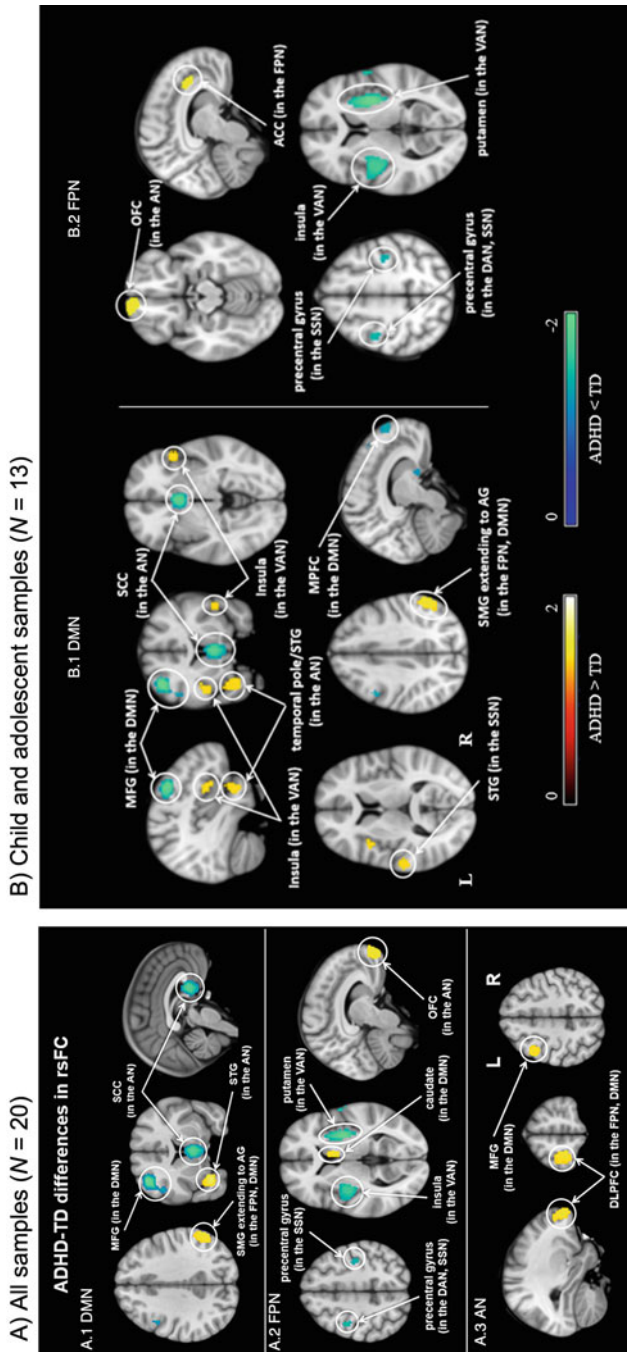 A) All samples (N = 20)
ADHD-TD differences in rsFC
A.1 DMN
MFG (in the DMN)
SCC
(in the AN)
STG
(in the AN)
SMG extending to AG
(in the FPN, DMN)
A.2 FPN
precentral gyrus
(in the SSN)
putamen
(in the VAN)
precentral gyrus
(in the DAN, SSN)
insula
(in the VAN)
caudate
(in the DMN)
OFC
(in the AN)
A.3 AN
L
R
MFG
(in the DMN)
DLPFC (in the FPN, DMN)
B) Child and adolescent samples (N = 13)
B.1 DMN
MFG (in the DMN)
SCC
(in the AN)
Insula (in the VAN)
temporal pole/STG
(in the AN)
Insula
(in the VAN)
L
R
STG (in the SSN)
SMG extending to AG
(in the FPN, DMN)
MPFC
(in the DMN)
B.2 FPN
OFC
(in the AN)
ACC (in the FPN)
precentral gyrus
(in the SSN)
insula
(in the VAN)
precentral gyrus
(in the DAN, SSN)
putamen (in the VAN)
0
2
ADHD > TD
0
-2
ADHD < TD